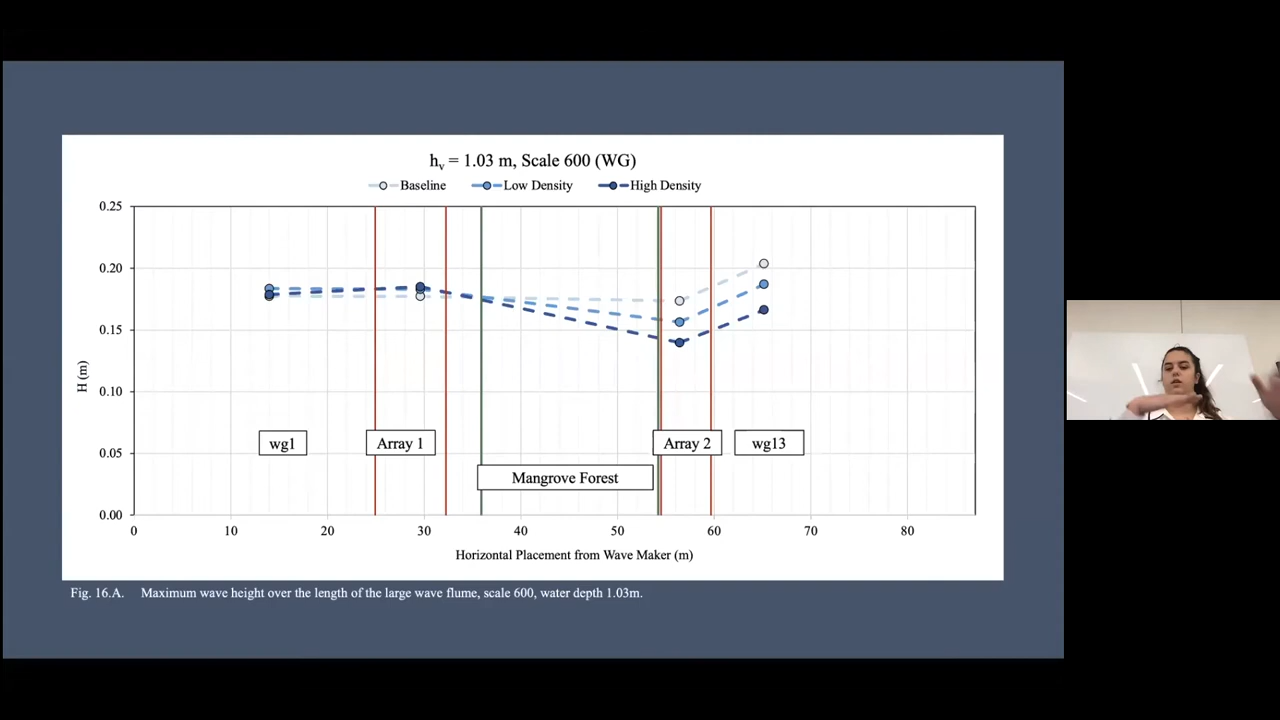 hv = 1.03 m, Scale 600 (WG)
Baseline Low Density High Density
0.25
0.20
0.15
0.10
0.05
0.00
H (m)
wg1 Array 1 Array 2 wg13
Mangrove Forest
0 10 20 30 40 50 60 70 80
Horizontal Placement from Wave Maker (m)
Fig. 16.A. Maximum wave height over the length of the large wave flume, scale 600, water depth 1.03m.